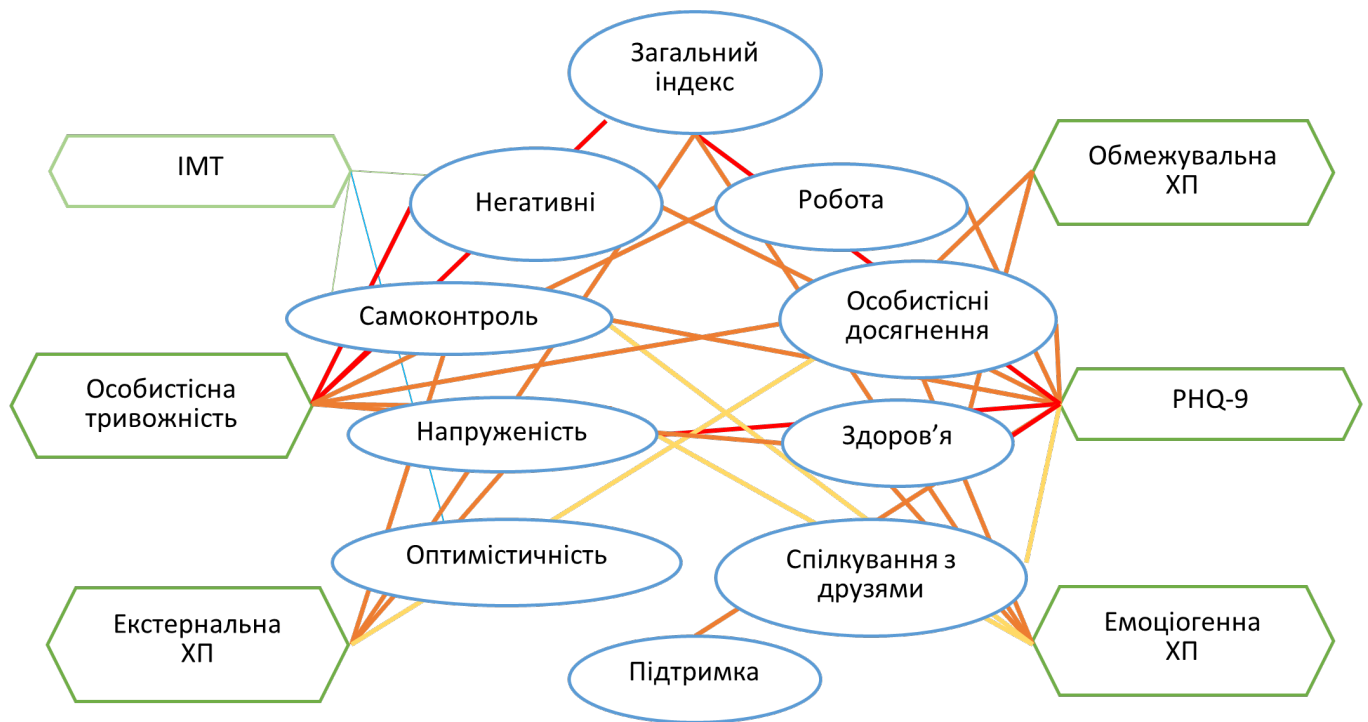 Загальний
індекс
ІМТ
Негативні
Робота
Обмежувальна
ХП
Самоконтроль
Особистісні
досягнення
Особистісна
тривожність
Напруженість
Здоров’я
PHQ-9
Оптимістичність
Спілкування з
друзями
Екстернальна
ХП
Підтримка
Емоціогенна
ХП